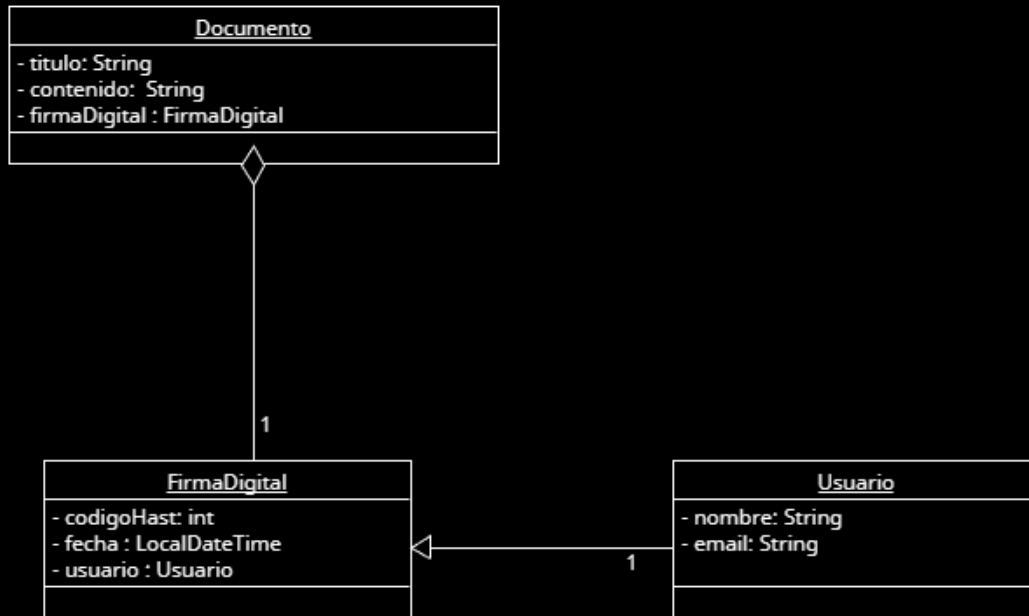 Documento
- titulo: String
- contenido: String
- firmaDigital : FirmaDigital
1
FirmaDigital
- codigoHast: int
- fecha : LocalDateTime
- usuario : Usuario
1
Usuario
- nombre: String
- email: String